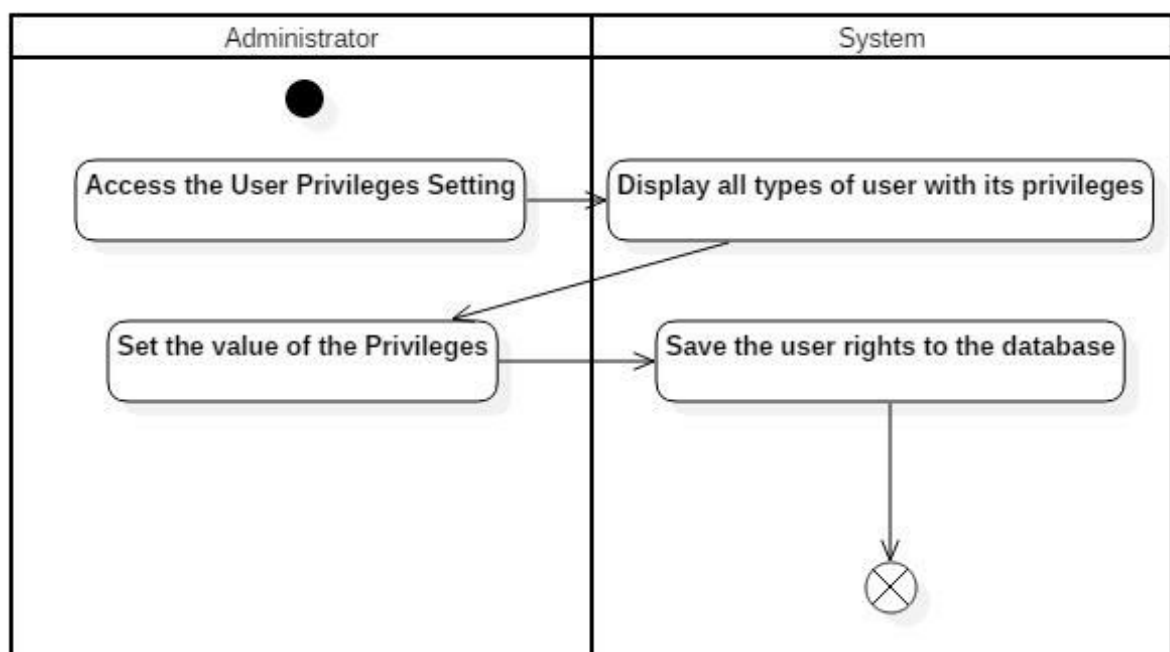 Administrator
System
Access the User Privileges Setting
Display all types of user with its privileges
Set the value of the Privileges
Save the user rights to the database